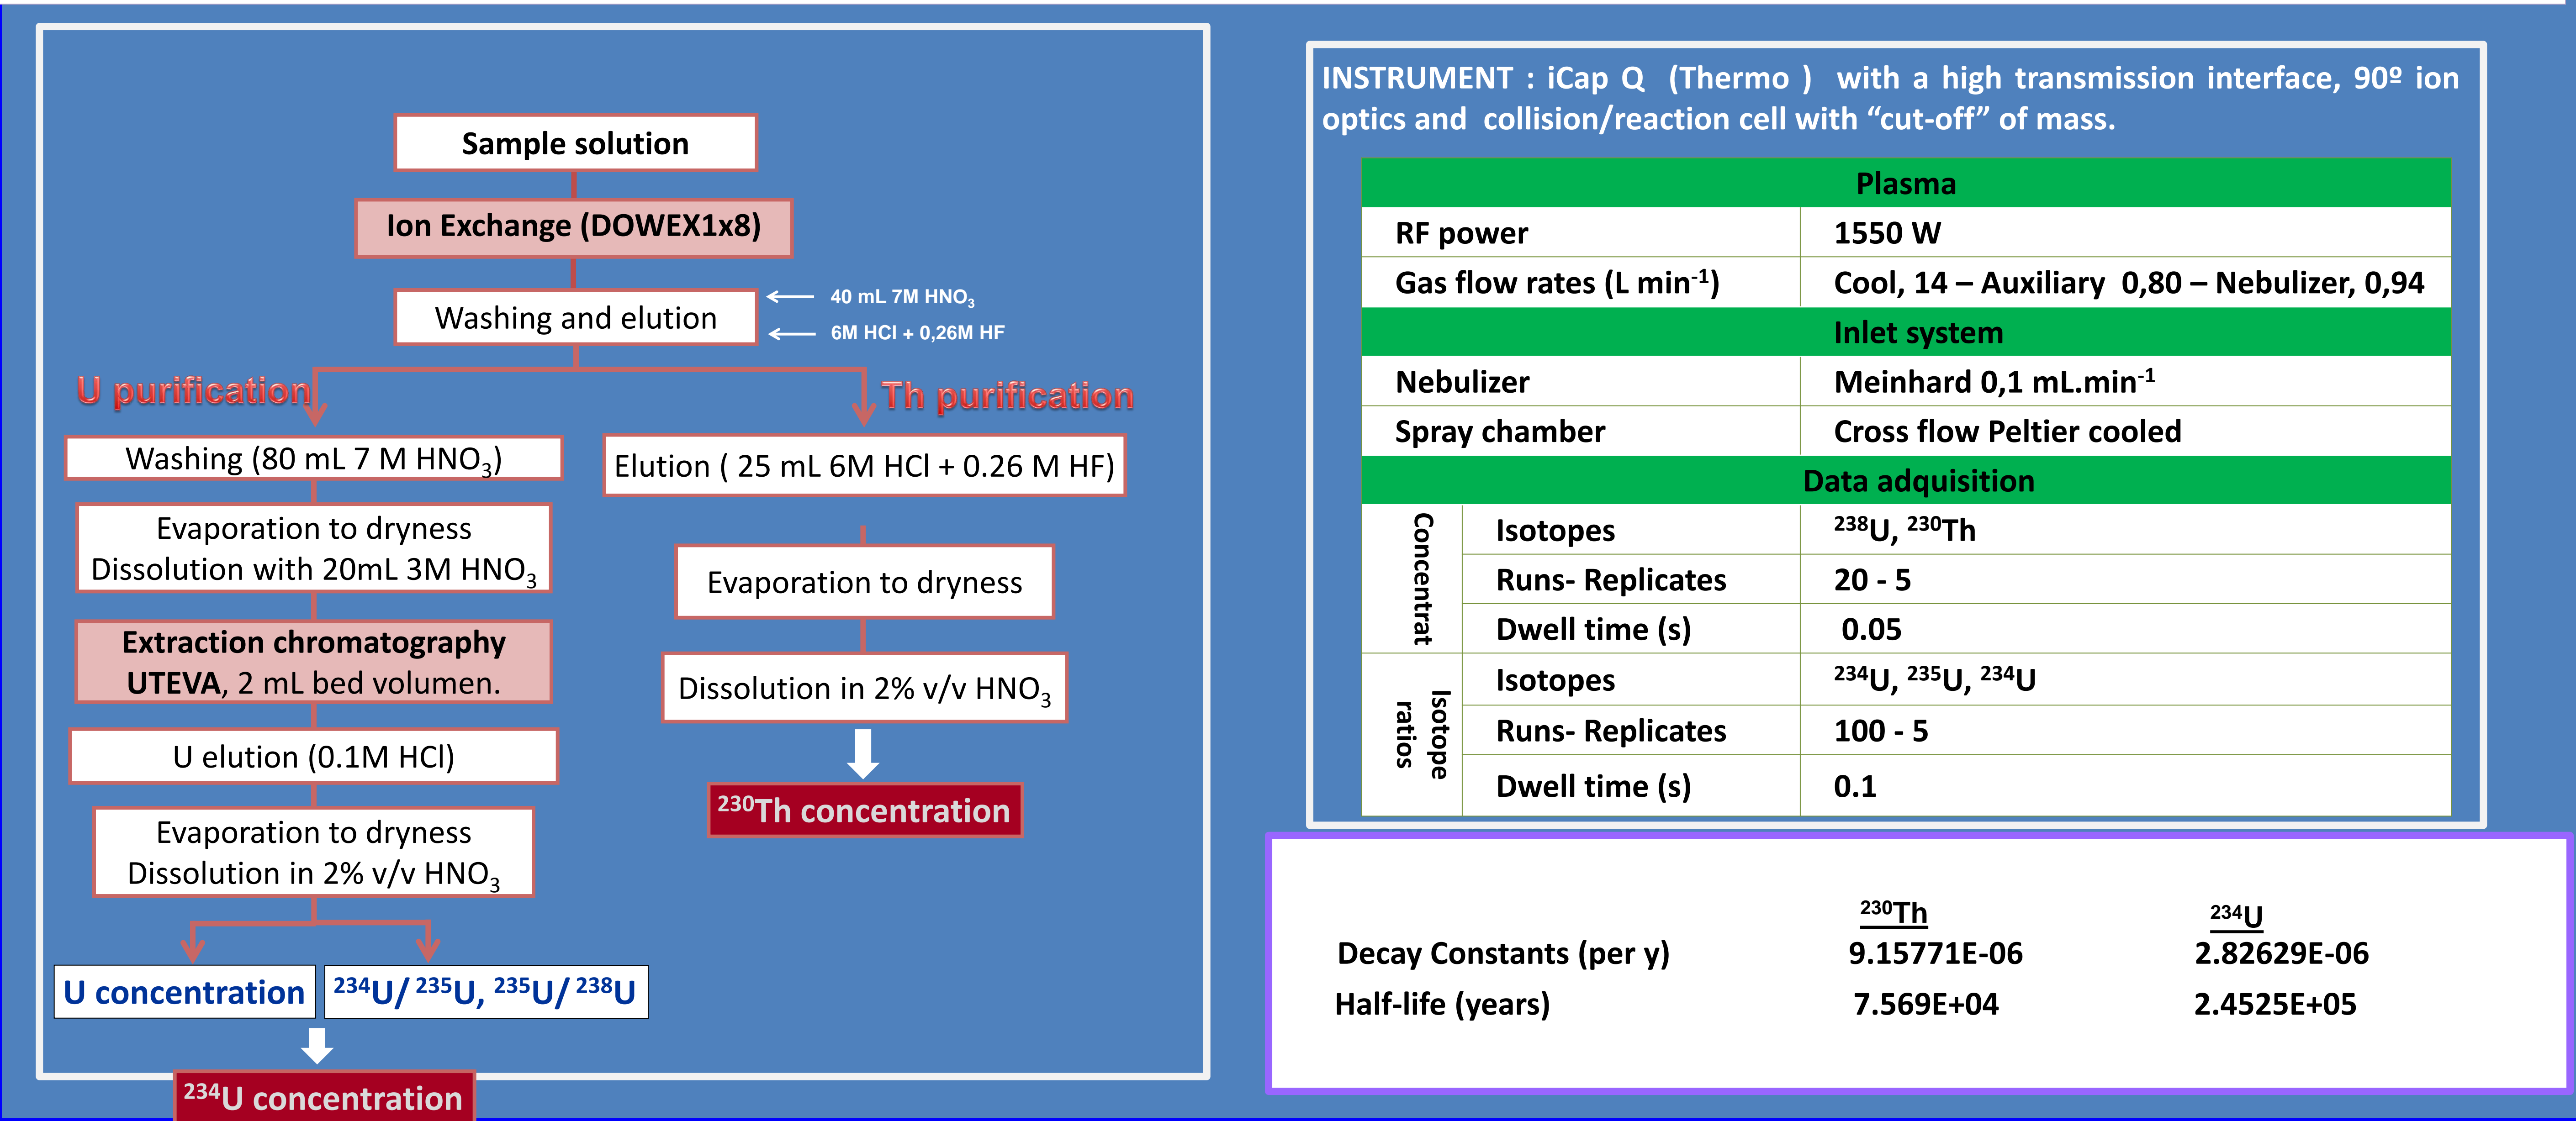 Sample solution
Ion Exchange (DOWEX1x8)
Washing and elution
40 mL 7M HNO₃
6M HCl + 0,26M HF
U purification
Washing (80 mL 7 M HNO₃)
Evaporation to dryness
Dissolution with 20mL 3M HNO₃
Extraction chromatography
UTEVA, 2 mL bed volumen.
U elution (0.1M HCl)
Evaporation to dryness
Dissolution in 2% v/v HNO₃
U concentration
²³⁴U/ ²³⁵U, ²³⁵U/ ²³⁸U
²³⁴U concentration
Th purification
Elution ( 25 mL 6M HCl + 0.26 M HF)
Evaporation to dryness
Dissolution in 2% v/v HNO₃
²³⁰Th concentration
INSTRUMENT : iCap Q (Thermo ) with a high transmission interface, 90º ion
optics and collision/reaction cell with “cut-off” of mass.
Plasma
RF power 1550 W
Gas flow rates (L min⁻¹) Cool, 14 – Auxiliary 0,80 – Nebulizer, 0,94
Inlet system
Nebulizer Meinhard 0,1 mL.min⁻¹
Spray chamber Cross flow Peltier cooled
Data adquisition
Concentrat
Isotopes ²³⁸U, ²³⁰Th
Runs- Replicates 20 - 5
Dwell time (s) 0.05
Isotope
ratios
Isotopes ²³⁴U, ²³⁵U, ²³⁴U
Runs- Replicates 100 - 5
Dwell time (s) 0.1
²³⁰Th ²³⁴U
Decay Constants (per y) 9.15771E-06 2.82629E-06
Half-life (years) 7.569E+04 2.4525E+05